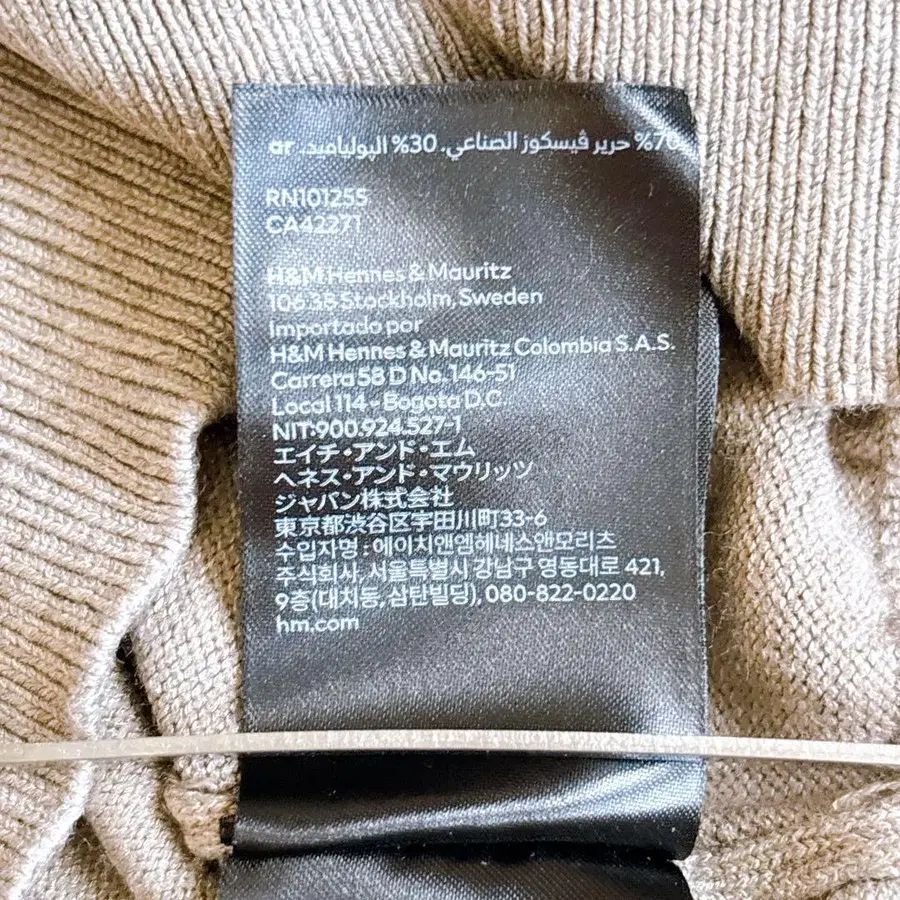 ar 70% حرير ڤيسكوز الصناعي, 30% البولياميد.
RN101255
CA42271
H&M Hennes & Mauritz
106 38 Stockholm, Sweden
Importado por
H&M Hennes & Mauritz Colombia S.A.S.
Carrera 58 D No. 146-51
Local 114 - Bogota D.C.
NIT:900.924.527-1
エイチ・アンド・エム
ヘネス・アンド・マウリッツ
ジャパン株式会社
東京都渋谷区宇田川町33-6
수입자명 : 에이치앤엠헤네스앤모리츠
주식회사, 서울특별시 강남구 영동대로 421,
9층(대치동, 삼탄빌딩), 080-822-0220
hm.com